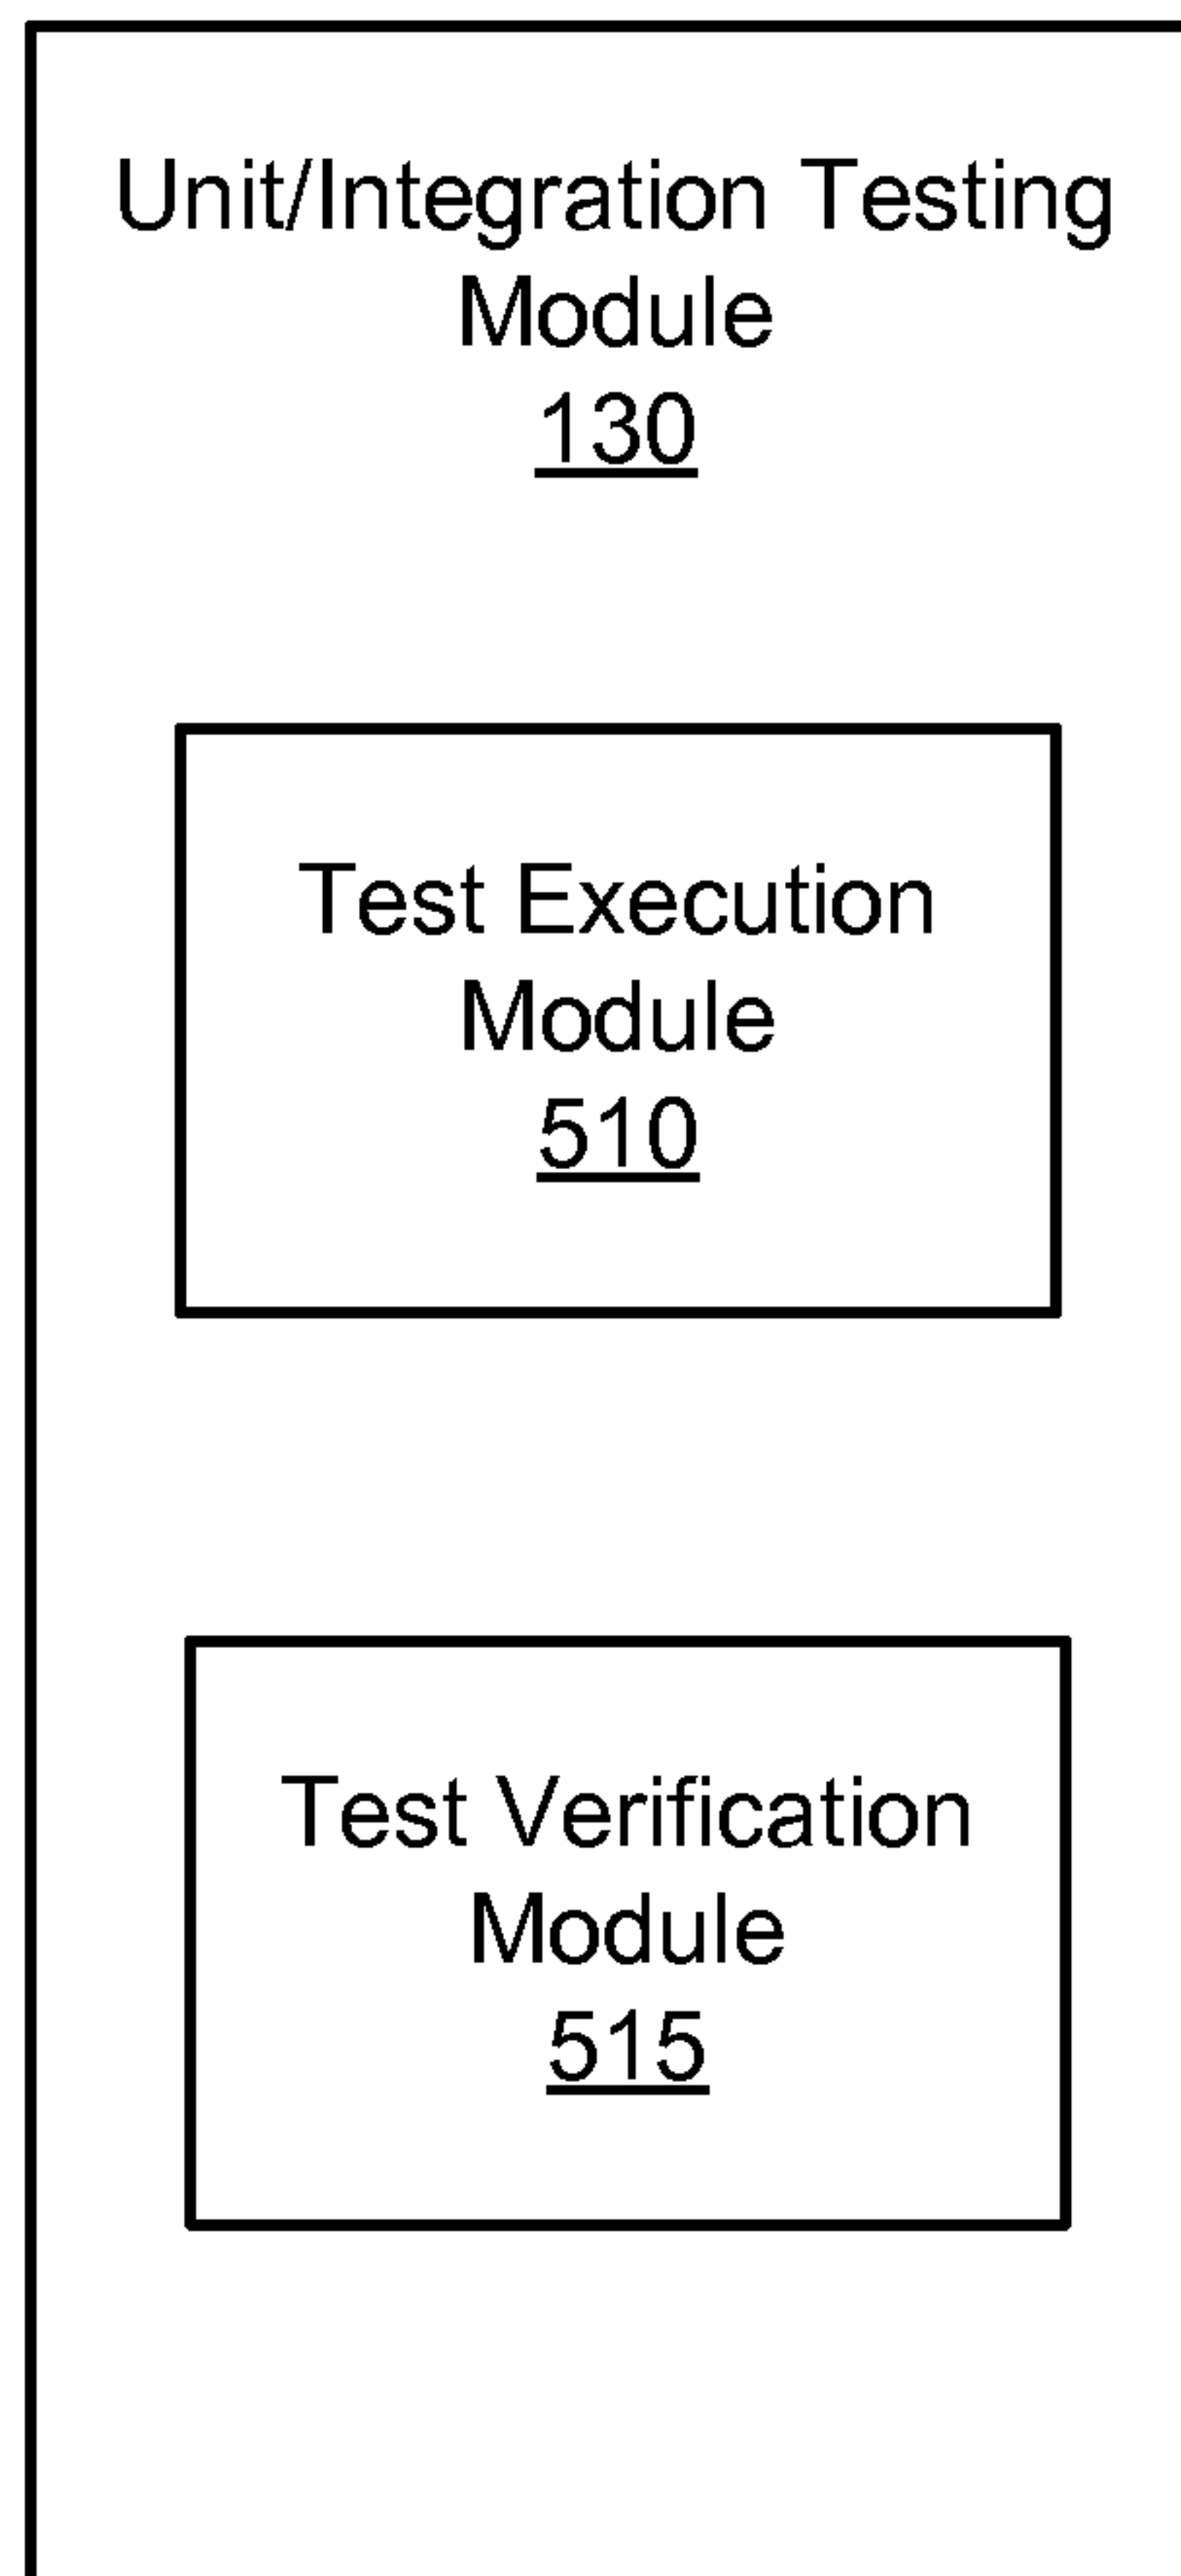 Unit/Integration Testing
Module
130
Test Execution
Module
510
Test Verification
Module
515